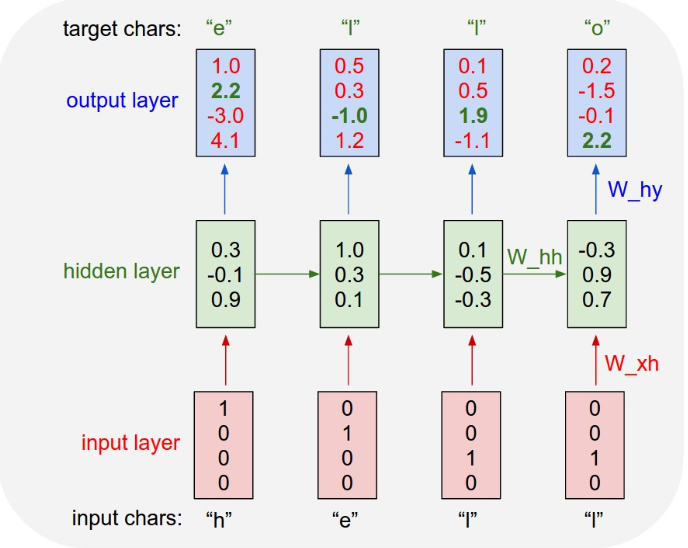 target chars: “e” “l” “l” “o”
1.0 0.5 0.1 0.2
2.2 0.3 0.5 -1.5
output layer
-3.0 -1.0 1.9 -0.1
4.1 1.2 -1.1 2.2
W_hy
0.3 1.0 0.1 -0.3
W_hh
hidden layer -0.1 0.3 -0.5 0.9
0.9 0.1 -0.3 0.7
W_xh
1 0 0 0
0 1 0 0
input layer
0 0 1 1
0 0 0 0
input chars: “h” “e” “l” “l”